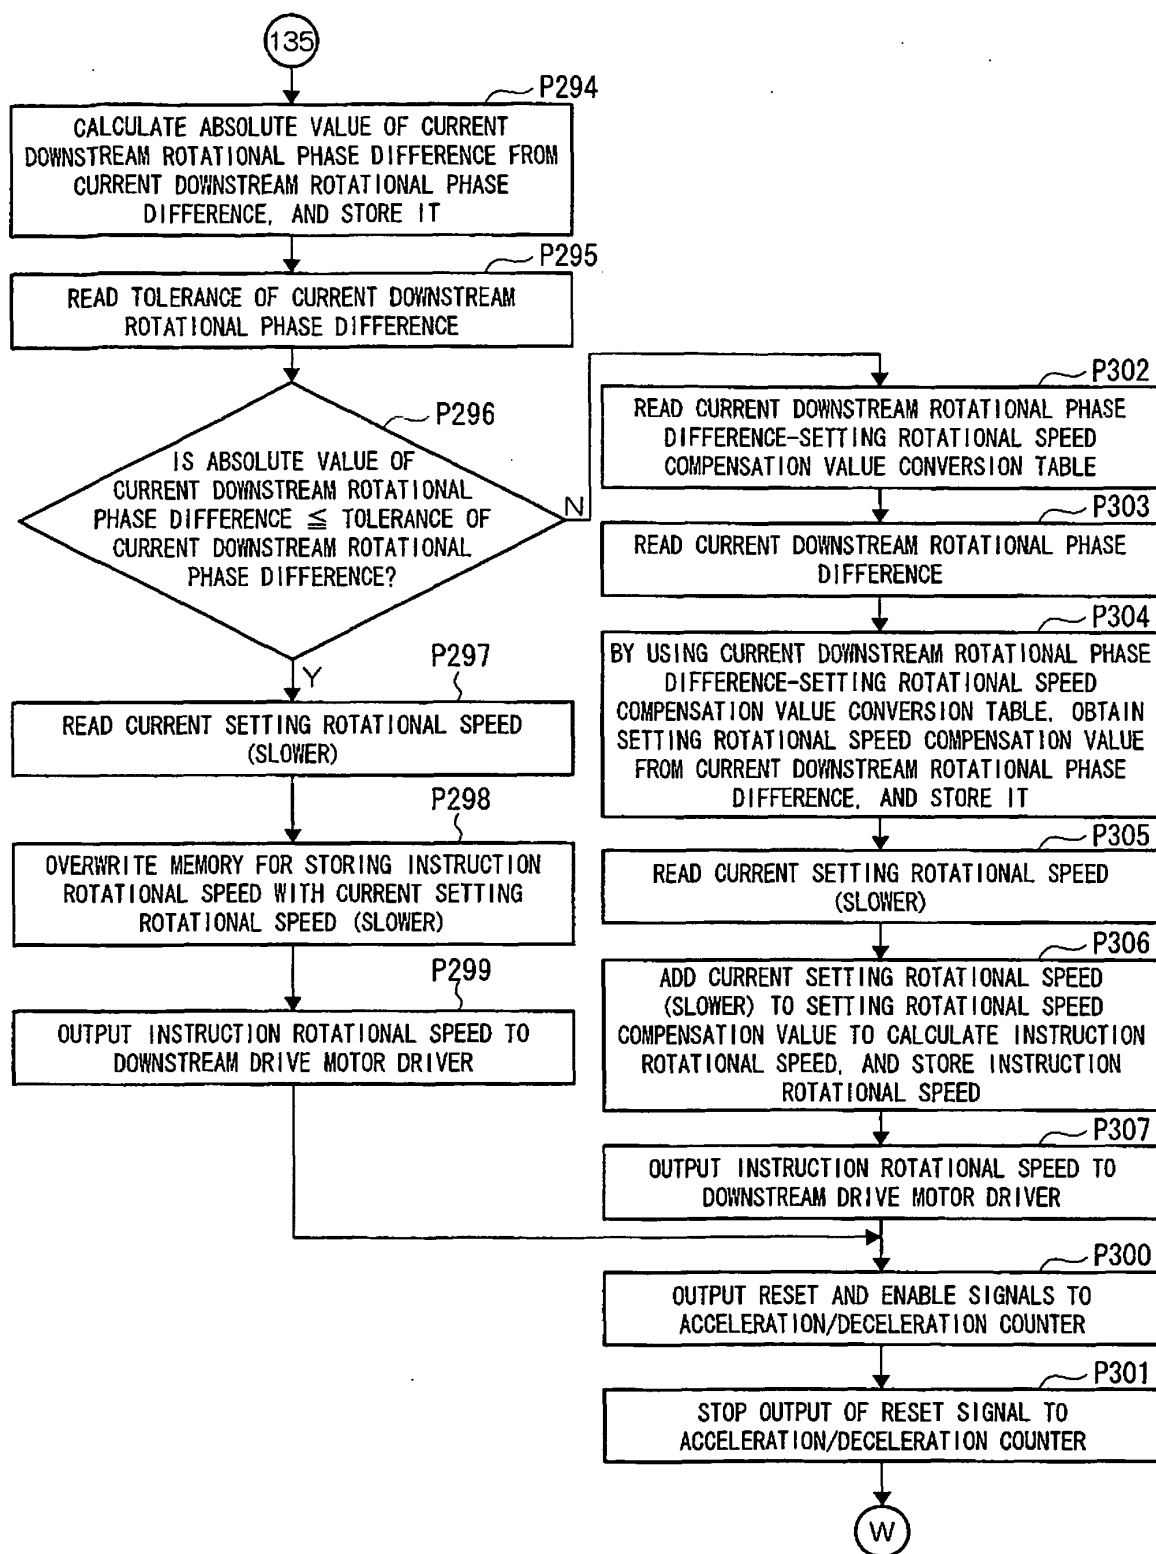 135
P294
CALCULATE ABSOLUTE VALUE OF CURRENT
DOWNSTREAM ROTATIONAL PHASE DIFFERENCE FROM
CURRENT DOWNSTREAM ROTATIONAL PHASE
DIFFERENCE, AND STORE IT
P295
READ TOLERANCE OF CURRENT DOWNSTREAM
ROTATIONAL PHASE DIFFERENCE
P296
IS ABSOLUTE VALUE OF
CURRENT DOWNSTREAM ROTATIONAL
PHASE DIFFERENCE ≦ TOLERANCE OF
CURRENT DOWNSTREAM ROTATIONAL
PHASE DIFFERENCE?
N
Y
P297
READ CURRENT SETTING ROTATIONAL SPEED
(SLOWER)
P298
OVERWRITE MEMORY FOR STORING INSTRUCTION
ROTATIONAL SPEED WITH CURRENT SETTING
ROTATIONAL SPEED (SLOWER)
P299
OUTPUT INSTRUCTION ROTATIONAL SPEED TO
DOWNSTREAM DRIVE MOTOR DRIVER
P302
READ CURRENT DOWNSTREAM ROTATIONAL PHASE
DIFFERENCE-SETTING ROTATIONAL SPEED
COMPENSATION VALUE CONVERSION TABLE
P303
READ CURRENT DOWNSTREAM ROTATIONAL PHASE
DIFFERENCE
P304
BY USING CURRENT DOWNSTREAM ROTATIONAL PHASE
DIFFERENCE-SETTING ROTATIONAL SPEED
COMPENSATION VALUE CONVERSION TABLE, OBTAIN
SETTING ROTATIONAL SPEED COMPENSATION VALUE
FROM CURRENT DOWNSTREAM ROTATIONAL PHASE
DIFFERENCE, AND STORE IT
P305
READ CURRENT SETTING ROTATIONAL SPEED
(SLOWER)
P306
ADD CURRENT SETTING ROTATIONAL SPEED
(SLOWER) TO SETTING ROTATIONAL SPEED
COMPENSATION VALUE TO CALCULATE INSTRUCTION
ROTATIONAL SPEED, AND STORE INSTRUCTION
ROTATIONAL SPEED
P307
OUTPUT INSTRUCTION ROTATIONAL SPEED TO
DOWNSTREAM DRIVE MOTOR DRIVER
P300
OUTPUT RESET AND ENABLE SIGNALS TO
ACCELERATION/DECELERATION COUNTER
P301
STOP OUTPUT OF RESET SIGNAL TO
ACCELERATION/DECELERATION COUNTER
W